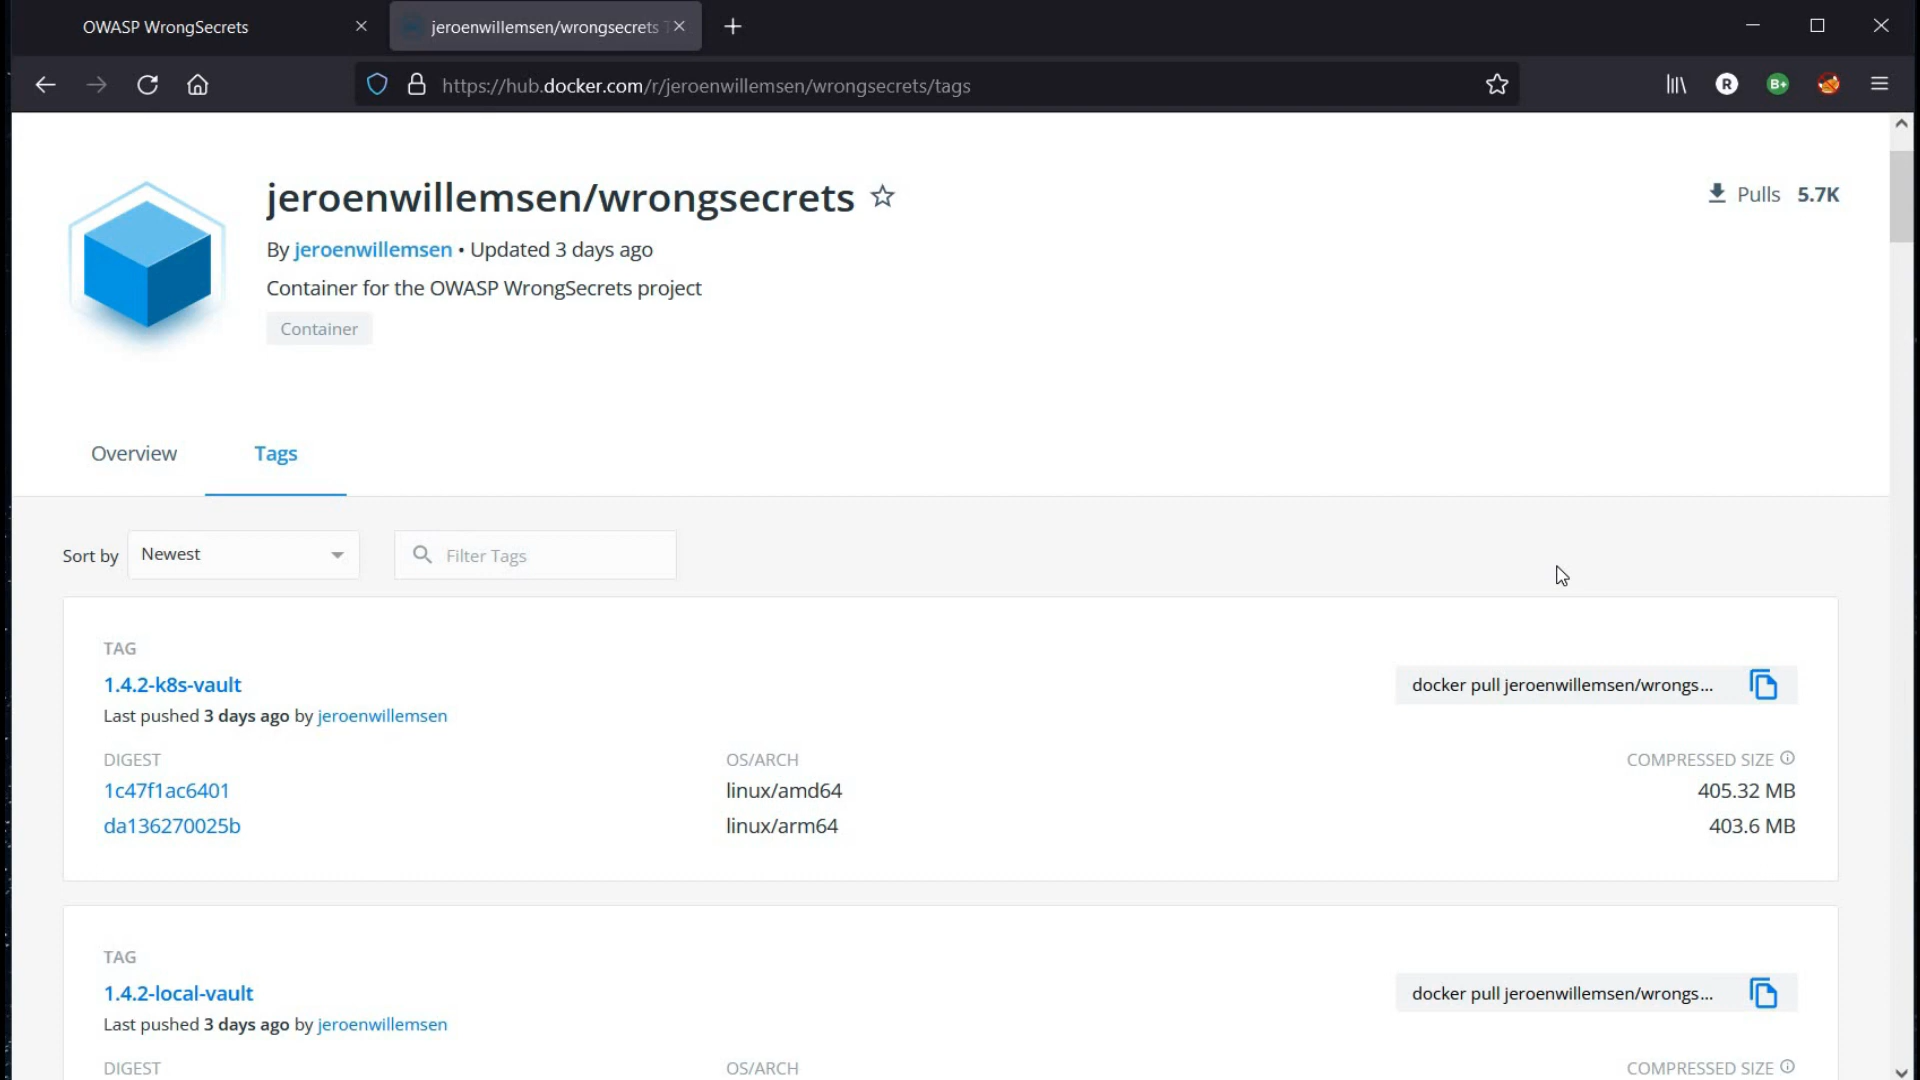 OWASP WrongSecrets
jeroenwillemsen/wrongsecrets T
https://hub.docker.com/r/jeroenwillemsen/wrongsecrets/tags
R
B+
jeroenwillemsen/wrongsecrets
Pulls 5.7K
By jeroenwillemsen • Updated 3 days ago
Container for the OWASP WrongSecrets project
Container
Overview
Tags
Sort by
Newest
Filter Tags
TAG
1.4.2-k8s-vault
docker pull jeroenwillemsen/wrongs...
Last pushed 3 days ago by jeroenwillemsen
DIGEST
OS/ARCH
COMPRESSED SIZE
1c47f1ac6401
linux/amd64
405.32 MB
da136270025b
linux/arm64
403.6 MB
TAG
1.4.2-local-vault
docker pull jeroenwillemsen/wrongs...
Last pushed 3 days ago by jeroenwillemsen
DIGEST
OS/ARCH
COMPRESSED SIZE